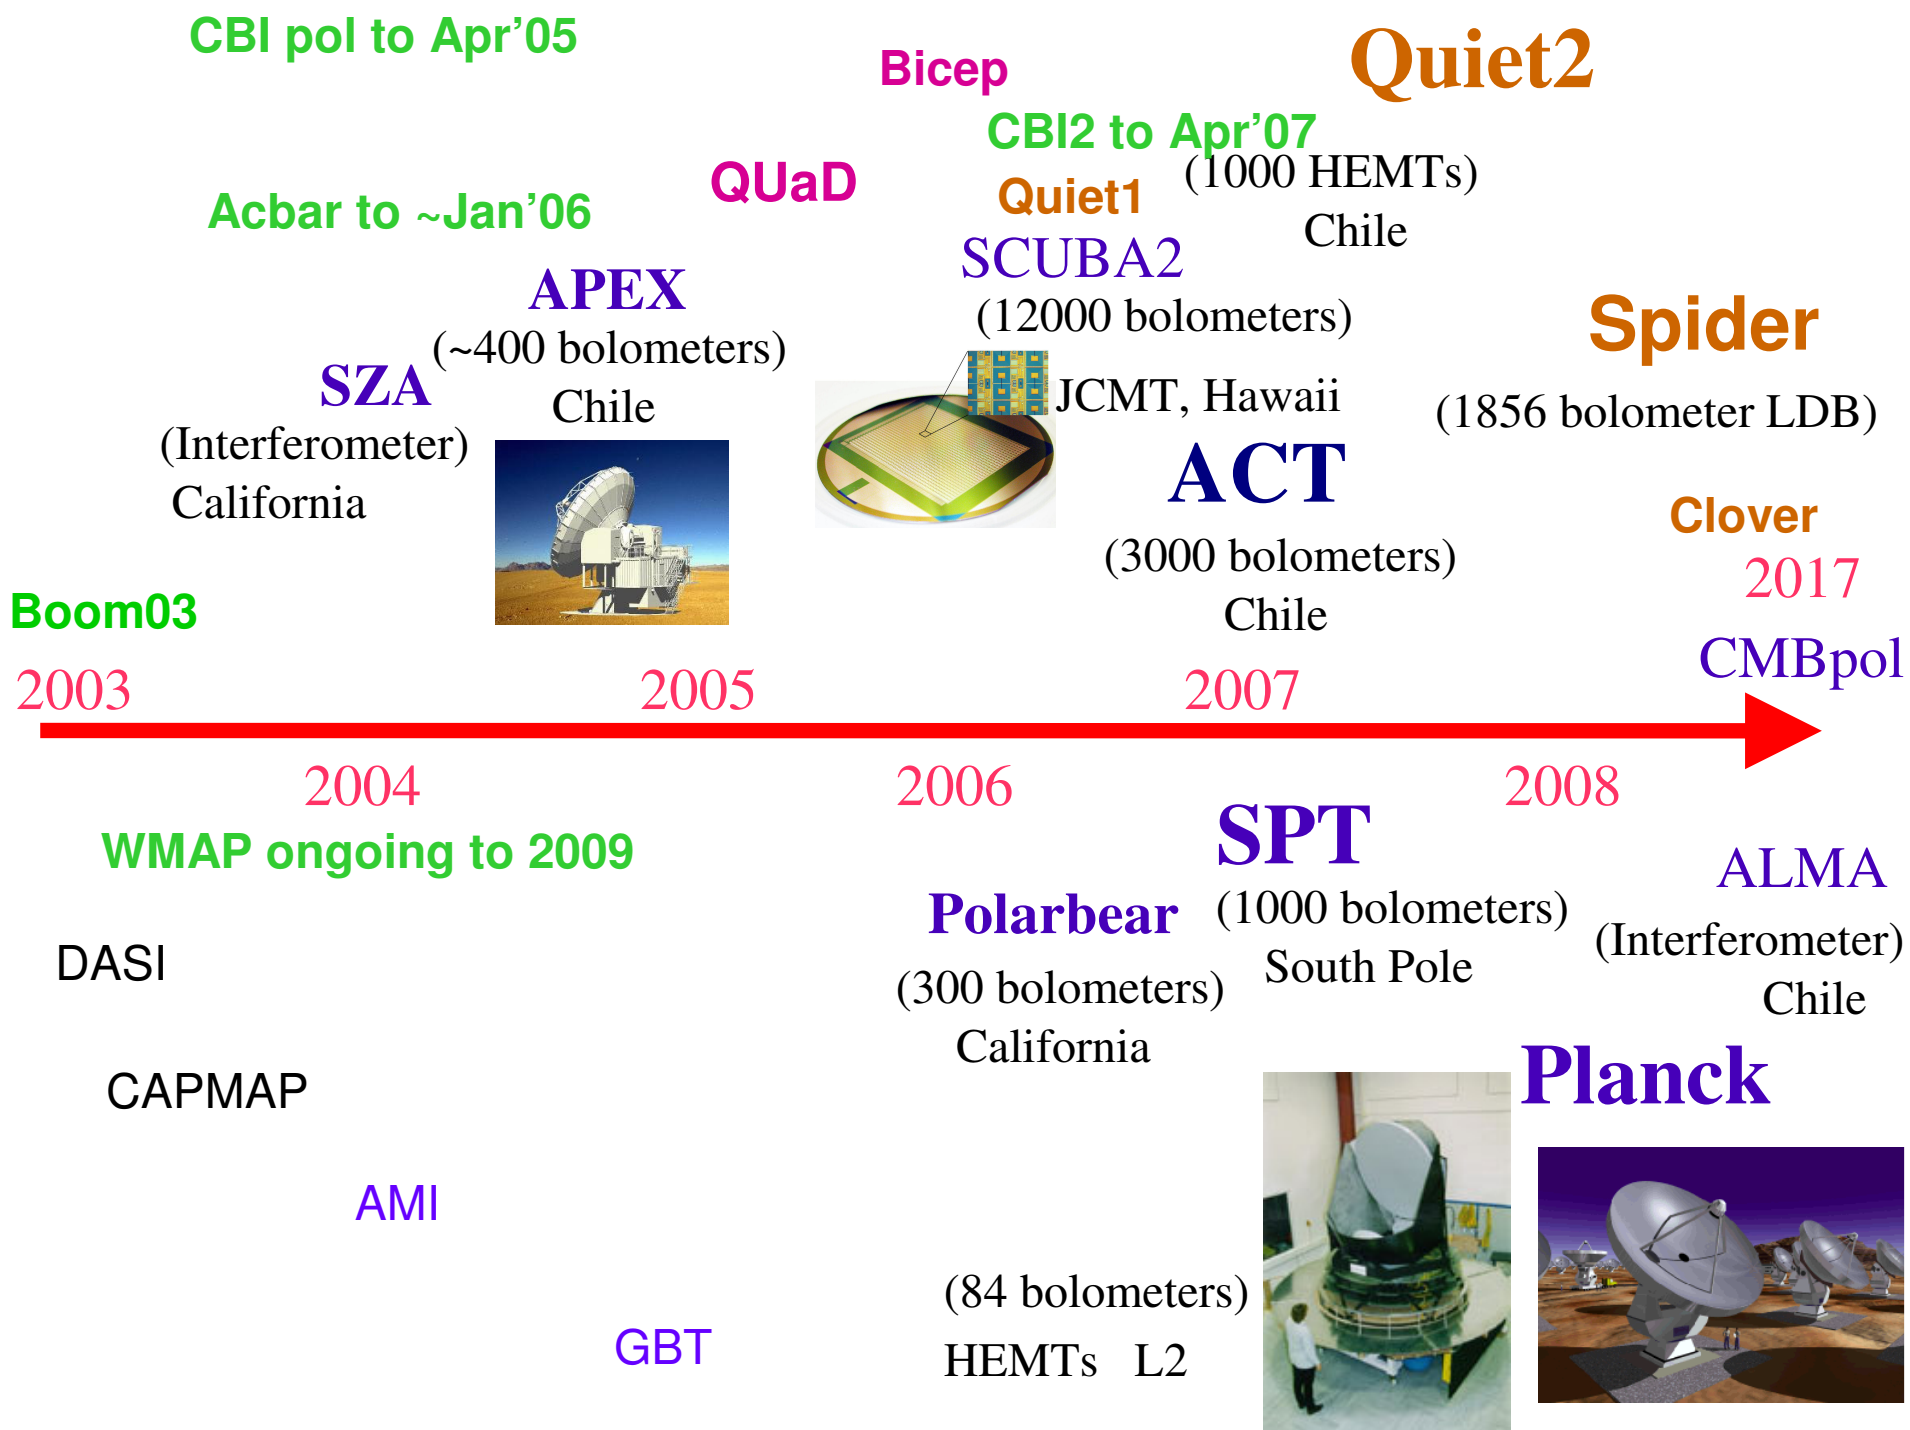 CBI pol to Apr’05
Bicep
Quiet2
CBI2 to Apr’07
(1000 HEMTs)
Chile
QUaD
Quiet1
Acbar to ~Jan’06
SCUBA2
(12000 bolometers)
JCMT, Hawaii
APEX
(~400 bolometers)
Chile
Spider
(1856 bolometer LDB)
SZA
(Interferometer)
California
ACT
(3000 bolometers)
Chile
Clover
2017
CMBpol
Boom03
2003
2005
2007
2004
2006
2008
WMAP ongoing to 2009
SPT
(1000 bolometers)
South Pole
ALMA
(Interferometer)
Chile
Polarbear
(300 bolometers)
California
DASI
CAPMAP
Planck
AMI
(84 bolometers)
HEMTs L2
GBT